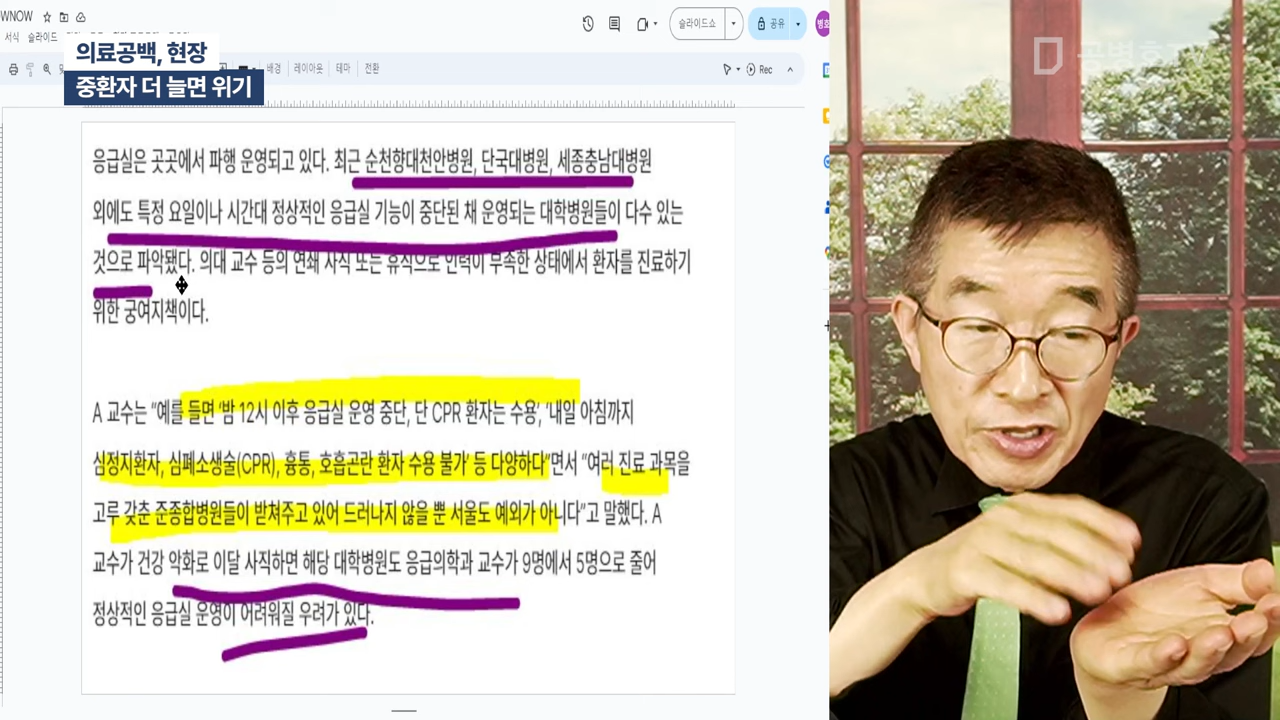 WNOW
서식 슬라이드
슬라이드쇼
공유
병호
의료공백, 현장
중환자 더 늘면 위기
배경 레이아웃 테마 전환
Rec
공병호TV
응급실은 곳곳에서 파행 운영되고 있다. 최근 순천향대천안병원, 단국대병원, 세종충남대병원
외에도 특정 요일이나 시간대 정상적인 응급실 기능이 중단된 채 운영되는 대학병원들이 다수 있는
것으로 파악됐다. 의대 교수 등의 연쇄 사직 또는 휴직으로 인력이 부족한 상태에서 환자를 진료하기
위한 궁여지책이다.
A 교수는 “예를 들면 ‘밤 12시 이후 응급실 운영 중단, 단 CPR 환자는 수용’, ‘내일 아침까지
심정지환자, 심폐소생술(CPR), 흉통, 호흡곤란 환자 수용 불가’ 등 다양하다”면서 “여러 진료 과목을
고루 갖춘 준종합병원들이 받쳐주고 있어 드러나지 않을 뿐 서울도 예외가 아니다”고 말했다. A
교수가 건강 악화로 이달 사직하면 해당 대학병원도 응급의학과 교수가 9명에서 5명으로 줄어
정상적인 응급실 운영이 어려워질 우려가 있다.